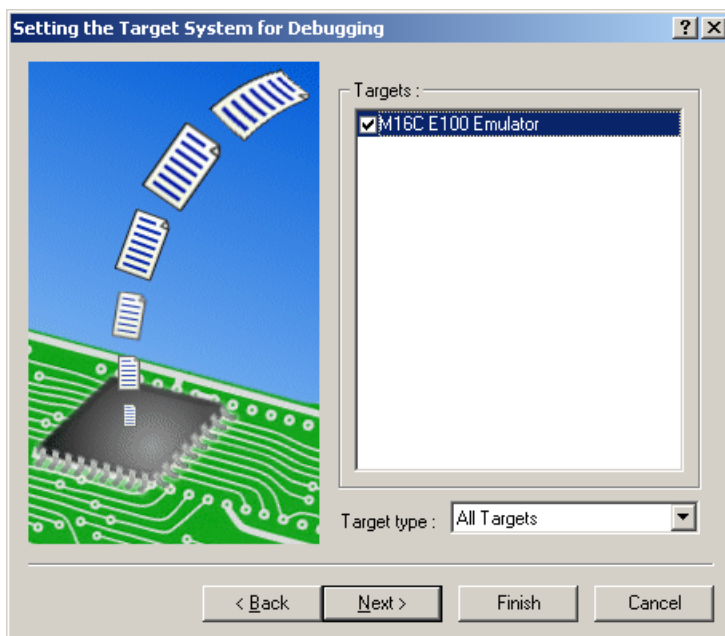 Setting the Target System for Debugging
Targets :
M16C E100 Emulator
Target type :
All Targets
< Back
Next >
Finish
Cancel